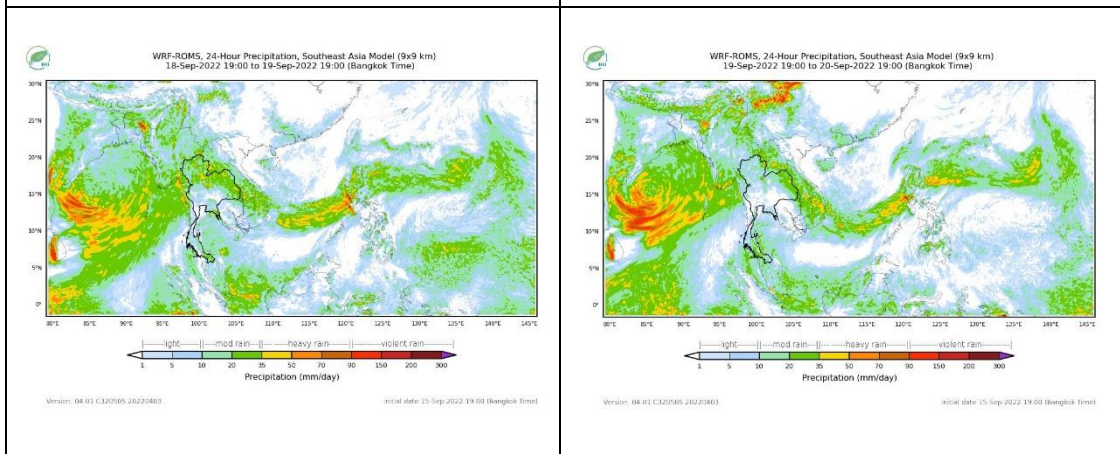 WRF-ROMS, 24-Hour Precipitation, Southeast Asia Model (9x9 km)
18-Sep-2022 19:00 to 19-Sep-2022 19:00 (Bangkok Time)
30°N
25°N
20°N
15°N
10°N
5°N
0°
80°E 85°E 90°E 95°E 100°E 105°E 110°E 115°E 120°E 125°E 130°E 135°E 140°E 145°E
|------light------||---mod rain----||--- ---heavy rain------||------violent rain------|
1 5 10 20 35 50 70 90 150 200 300
Precipitation (mm/day)
Version: 04.01 C320505.20220403 Initial date 15-Sep-2022 19:00 (Bangkok Time)
WRF-ROMS, 24-Hour Precipitation, Southeast Asia Model (9x9 km)
19-Sep-2022 19:00 to 20-Sep-2022 19:00 (Bangkok Time)
30°N
25°N
20°N
15°N
10°N
5°N
0°
80°E 85°E 90°E 95°E 100°E 105°E 110°E 115°E 120°E 125°E 130°E 135°E 140°E 145°E
|------light------||---mod rain----||--- ---heavy rain------||------violent rain------|
1 5 10 20 35 50 70 90 150 200 300
Precipitation (mm/day)
Version: 04.01 C320505.20220403 Initial date 15-Sep-2022 19:00 (Bangkok Time)